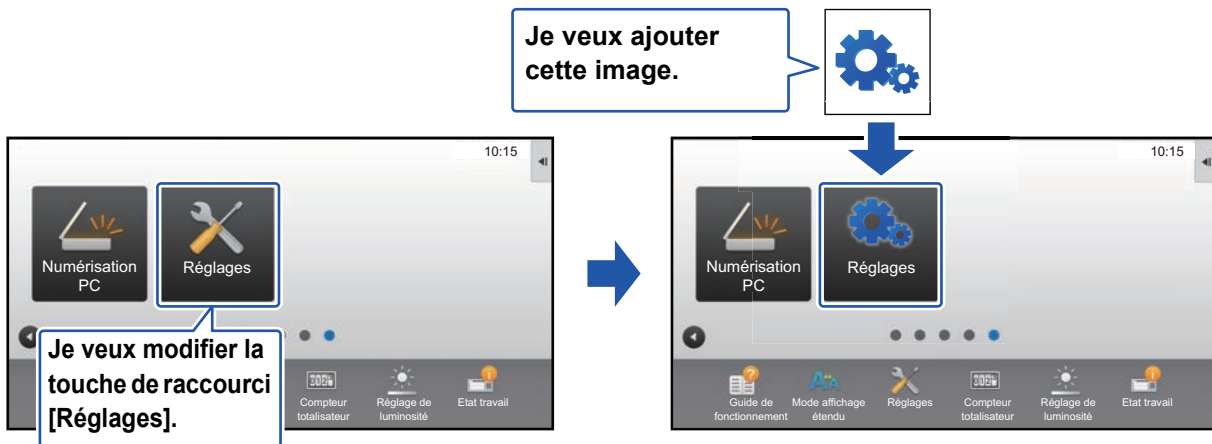 Je veux ajouter
cette image.
10:15
Numérisation
PC
Réglages
Je veux modifier la
touche de raccourci
[Réglages].
Compteur
totalisateur
Réglage de
luminosité
Etat travail
10:15
Numérisation
PC
Réglages
Guide de
fonctionnement
Mode affichage
étendu
Réglages
Compteur
totalisateur
Réglage de
luminosité
Etat travail